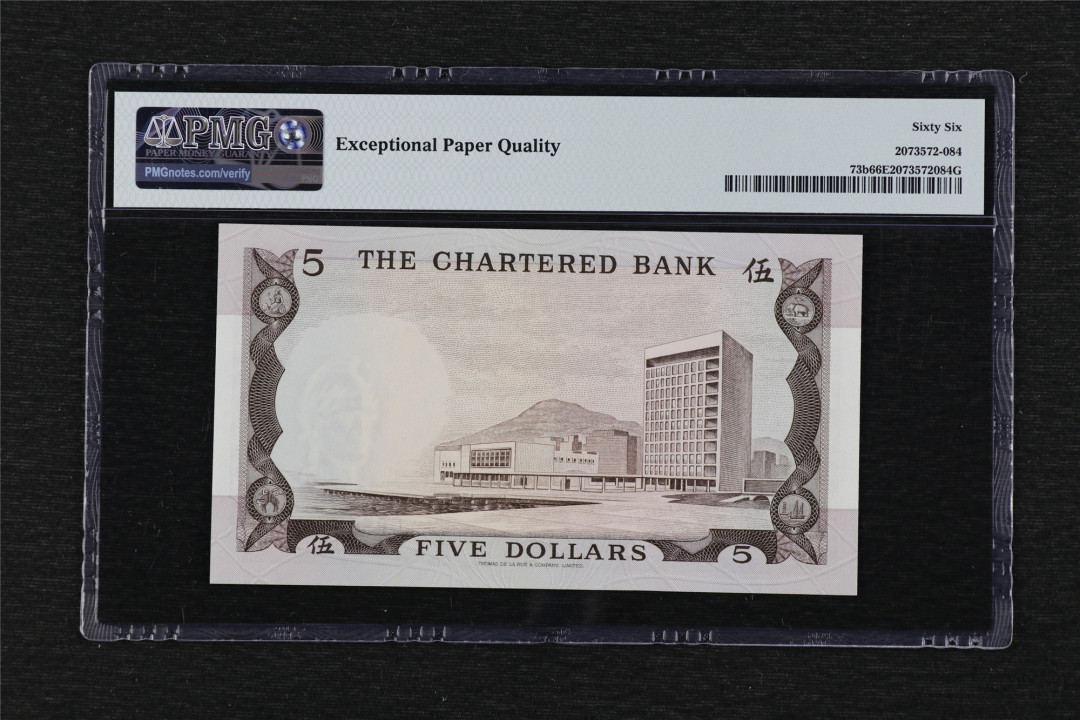 PMG
PAPER MONEY GUARANTY
PMGnotes.com/verify
PMG
Exceptional Paper Quality
Sixty Six
2073572-084
73b66E2073572084G
5 THE CHARTERED BANK 伍
伍 FIVE DOLLARS 5
THOMAS DE LA RUE & COMPANY, LIMITED.